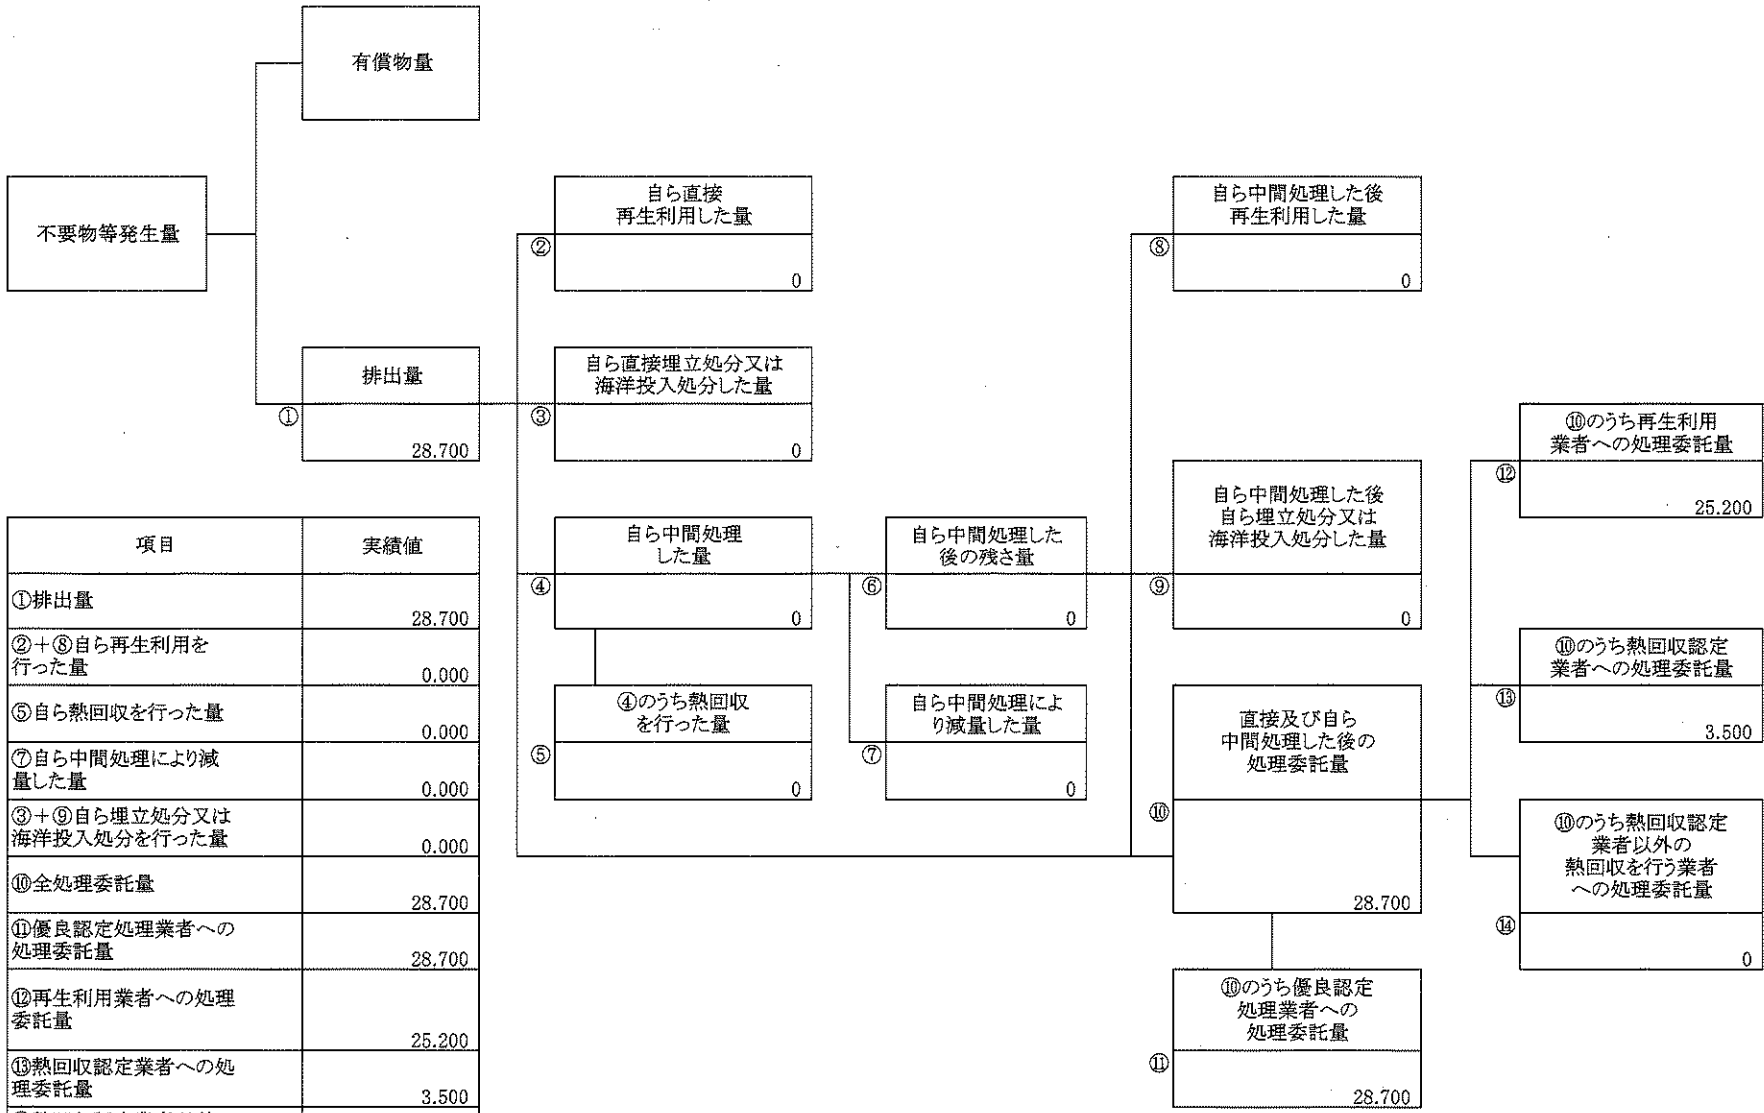 有償物量
不要物等発生量
自ら直接
再生利用した量
②
0
自ら中間処理した後
再生利用した量
⑧
0
排出量
①
28.700
自ら直接埋立処分又は
海洋投入処分した量
③
0
⑩のうち再生利用
業者への処理委託量
⑫
25.200
自ら中間処理
した量
④
0
自ら中間処理した
後の残さ量
⑥
0
自ら中間処理した後
自ら埋立処分又は
海洋投入処分した量
⑨
0
⑩のうち熱回収認定
業者への処理委託量
⑬
3.500
④のうち熱回収
を行った量
⑤
0
自ら中間処理によ
り減量した量
⑦
0
直接及び自ら
中間処理した後の
処理委託量
⑩
28.700
⑩のうち熱回収認定
業者以外の
熱回収を行う業者
への処理委託量
⑭
0
⑩のうち優良認定
処理業者への
処理委託量
⑪
28.700
項目 実績値
①排出量
28.700
②+⑧自ら再生利用を
行った量
0.000
⑤自ら熱回収を行った量
0.000
⑦自ら中間処理により減
量した量
0.000
③+⑨自ら埋立処分又は
海洋投入処分を行った量
0.000
⑩全処理委託量
28.700
⑪優良認定処理業者への
処理委託量
28.700
⑫再生利用業者への処理
委託量
25.200
⑬熱回収認定業者への処
理委託量
3.500